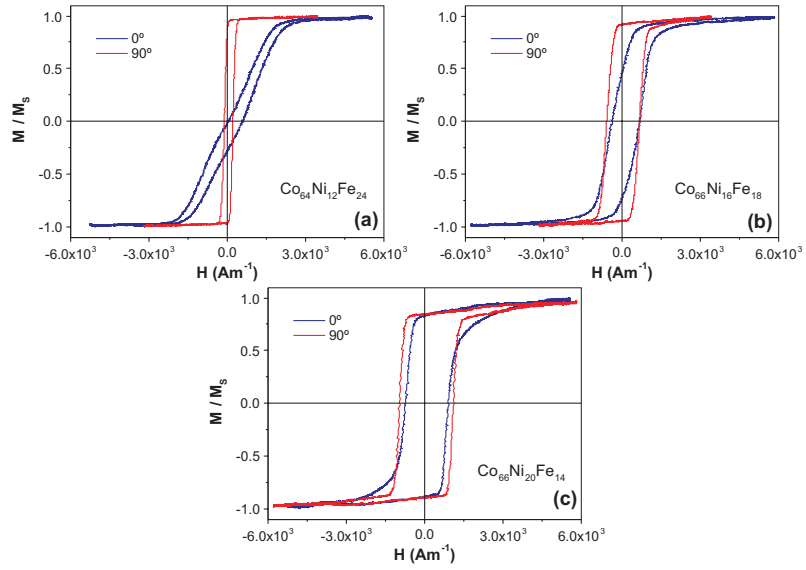 1.0
0.5
0.0
-0.5
-1.0
M / M_S
0º
90º
Co₆₄Ni₁₂Fe₂₄
(a)
-6.0x10³ -3.0x10³ 0.0 3.0x10³ 6.0x10³
H (Am⁻¹)
1.0
0.5
0.0
-0.5
-1.0
M / M_S
0º
90º
Co₆₆Ni₁₆Fe₁₈
(b)
-6.0x10³ -3.0x10³ 0.0 3.0x10³ 6.0x10³
H (Am⁻¹)
1.0
0.5
0.0
-0.5
-1.0
M / M_S
0º
90º
Co₆₆Ni₂₀Fe₁₄
(c)
-6.0x10³ -3.0x10³ 0.0 3.0x10³ 6.0x10³
H (Am⁻¹)